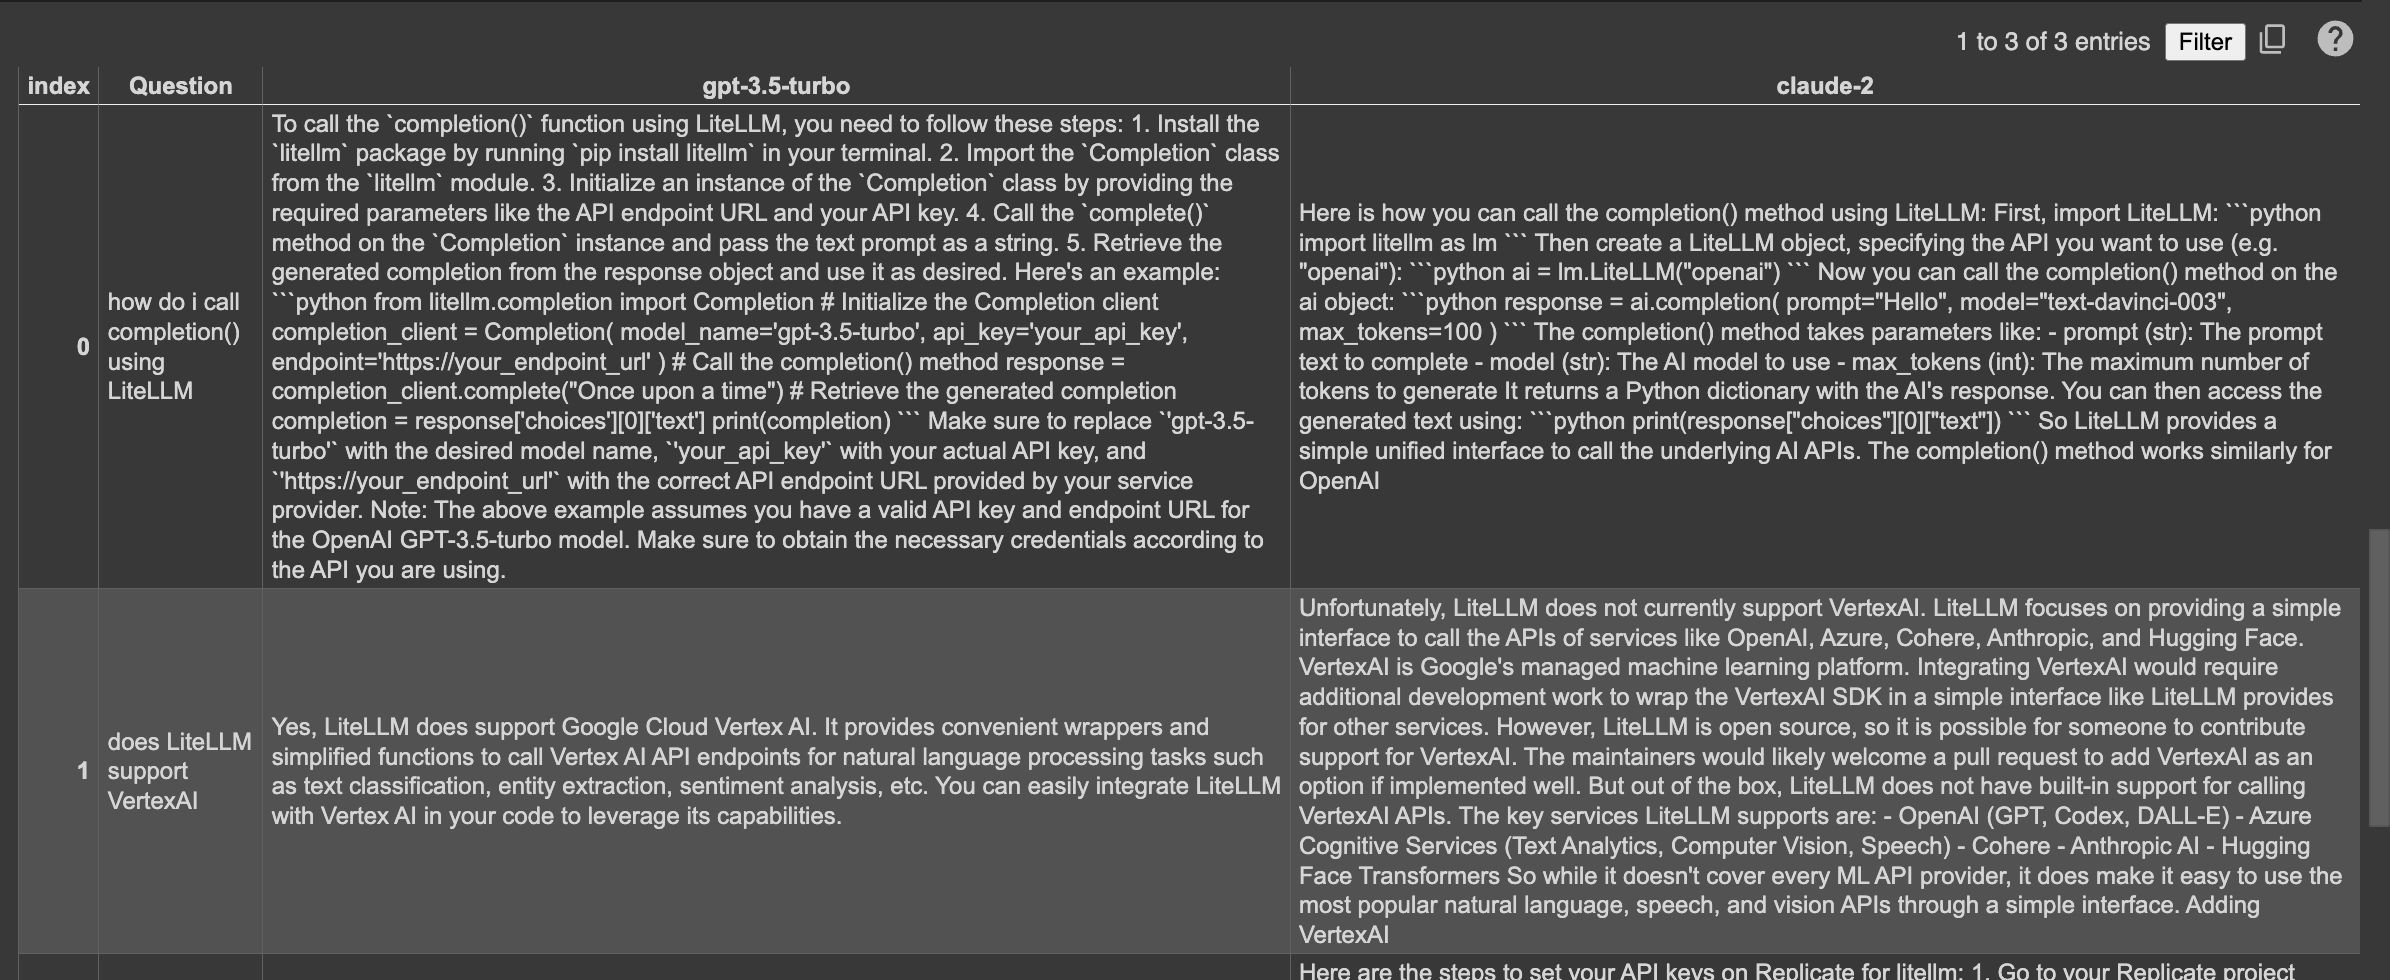 1 to 3 of 3 entries Filter
index Question gpt-3.5-turbo claude-2
0
how do i call
completion()
using
LiteLLM
To call the `completion()` function using LiteLLM, you need to follow these steps: 1. Install the
`litellm` package by running `pip install litellm` in your terminal. 2. Import the `Completion` class
from the `litellm` module. 3. Initialize an instance of the `Completion` class by providing the
required parameters like the API endpoint URL and your API key. 4. Call the `complete()`
method on the `Completion` instance and pass the text prompt as a string. 5. Retrieve the
generated completion from the response object and use it as desired. Here's an example:
```python from litellm.completion import Completion # Initialize the Completion client
completion_client = Completion( model_name='gpt-3.5-turbo', api_key='your_api_key',
endpoint='https://your_endpoint_url' ) # Call the completion() method response =
completion_client.complete("Once upon a time") # Retrieve the generated completion
completion = response['choices'][0]['text'] print(completion) ``` Make sure to replace `'gpt-3.5-
turbo'` with the desired model name, `'your_api_key'` with your actual API key, and
`'https://your_endpoint_url'` with the correct API endpoint URL provided by your service
provider. Note: The above example assumes you have a valid API key and endpoint URL for
the OpenAI GPT-3.5-turbo model. Make sure to obtain the necessary credentials according to
the API you are using.
Here is how you can call the completion() method using LiteLLM: First, import LiteLLM: ```python
import litellm as lm ``` Then create a LiteLLM object, specifying the API you want to use (e.g.
"openai"): ```python ai = lm.LiteLLM("openai") ``` Now you can call the completion() method on the
ai object: ```python response = ai.completion( prompt="Hello", model="text-davinci-003",
max_tokens=100 ) ``` The completion() method takes parameters like: - prompt (str): The prompt
text to complete - model (str): The AI model to use - max_tokens (int): The maximum number of
tokens to generate It returns a Python dictionary with the AI's response. You can then access the
generated text using: ```python print(response["choices"][0]["text"]) ``` So LiteLLM provides a
simple unified interface to call the underlying AI APIs. The completion() method works similarly for
OpenAI
1
does LiteLLM
support
VertexAI
Yes, LiteLLM does support Google Cloud Vertex AI. It provides convenient wrappers and
simplified functions to call Vertex AI API endpoints for natural language processing tasks such
as text classification, entity extraction, sentiment analysis, etc. You can easily integrate LiteLLM
with Vertex AI in your code to leverage its capabilities.
Unfortunately, LiteLLM does not currently support VertexAI. LiteLLM focuses on providing a simple
interface to call the APIs of services like OpenAI, Azure, Cohere, Anthropic, and Hugging Face.
VertexAI is Google's managed machine learning platform. Integrating VertexAI would require
additional development work to wrap the VertexAI SDK in a simple interface like LiteLLM provides
for other services. However, LiteLLM is open source, so it is possible for someone to contribute
support for VertexAI. The maintainers would likely welcome a pull request to add VertexAI as an
option if implemented well. But out of the box, LiteLLM does not have built-in support for calling
VertexAI APIs. The key services LiteLLM supports are: - OpenAI (GPT, Codex, DALL-E) - Azure
Cognitive Services (Text Analytics, Computer Vision, Speech) - Cohere - Anthropic AI - Hugging
Face Transformers So while it doesn't cover every ML API provider, it does make it easy to use the
most popular natural language, speech, and vision APIs through a simple interface. Adding
VertexAI
Here are the steps to set your API keys on Replicate for litellm: 1. Go to your Replicate project